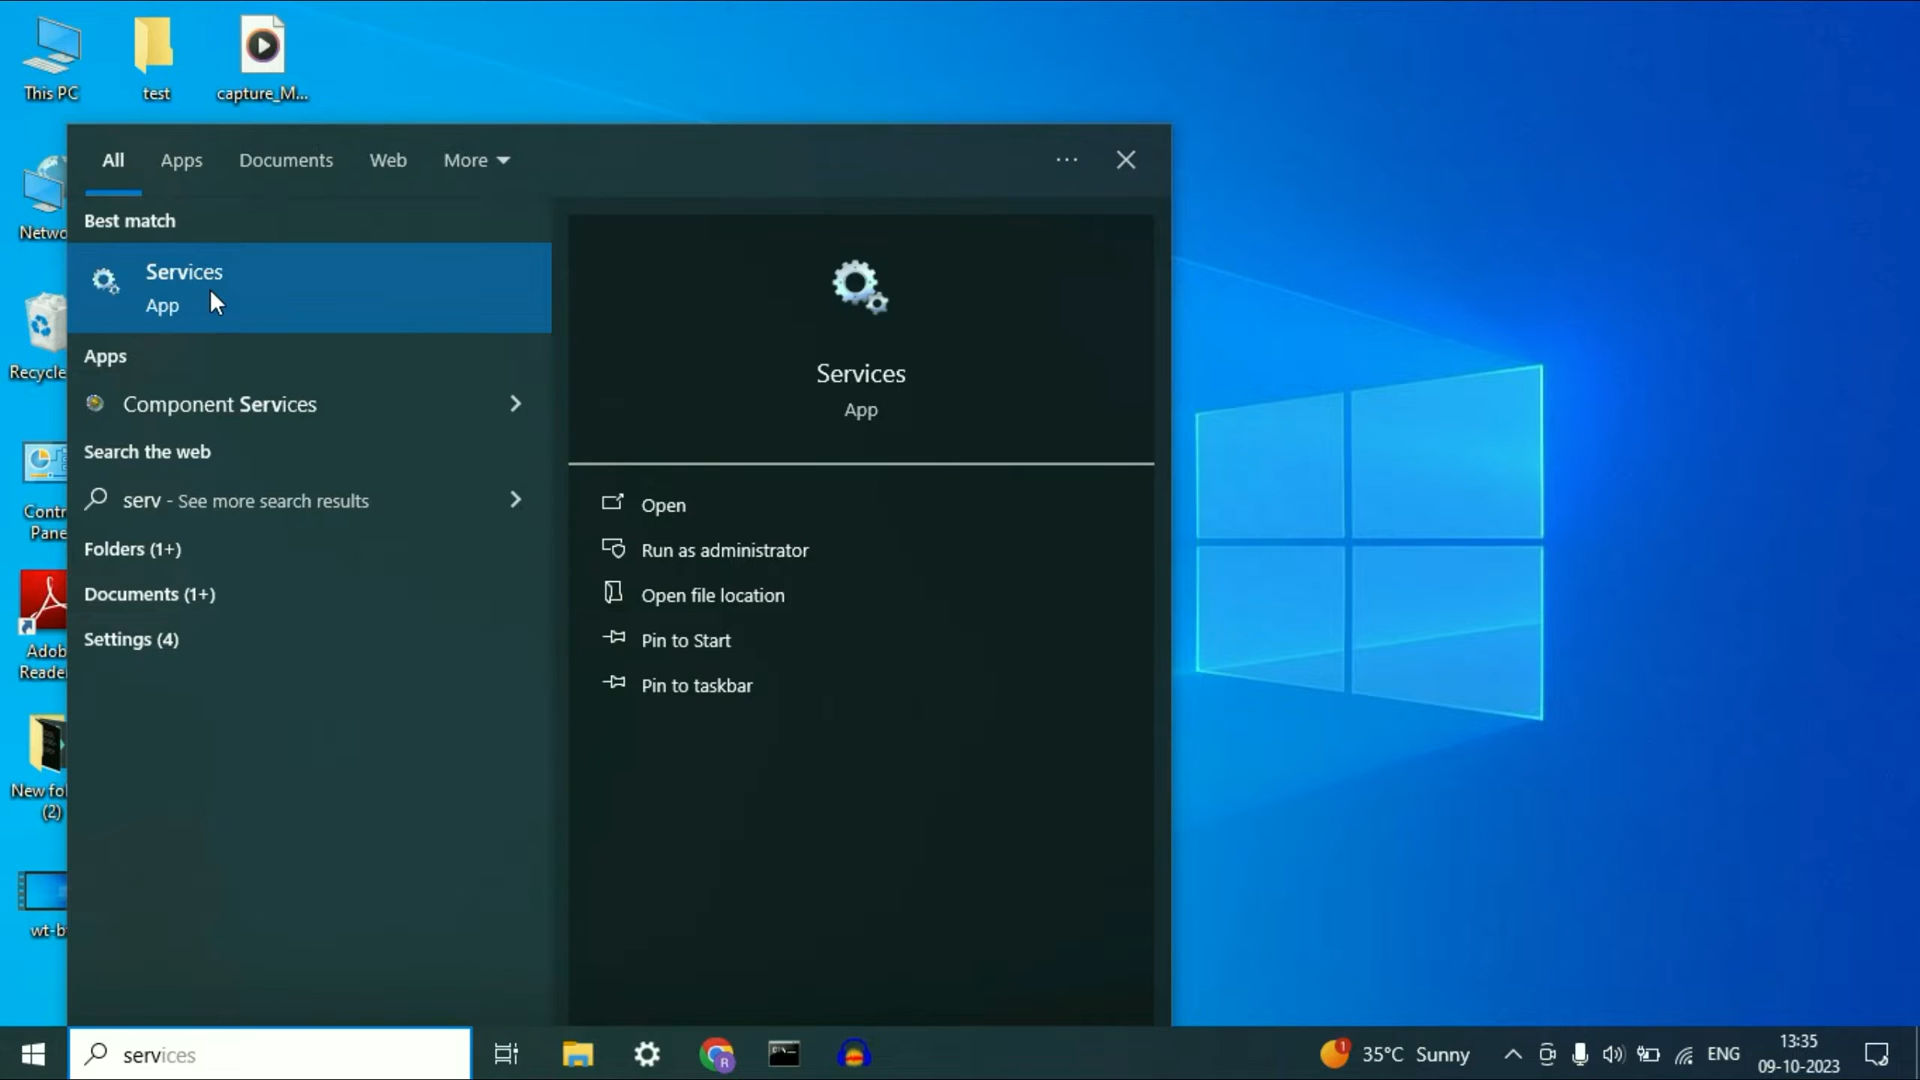 This PC
test
capture_M...
Netwo
Recycle
Contr
Pane
Adob
Reade
New fol
(2)
wt-b
All
Apps
Documents
Web
More
Best match
Services
App
Apps
Component Services
Search the web
serv - See more search results
Folders (1+)
Documents (1+)
Settings (4)
Services
App
Open
Run as administrator
Open file location
Pin to Start
Pin to taskbar
services
R
1
35°C Sunny
ENG
13:35
09-10-2023